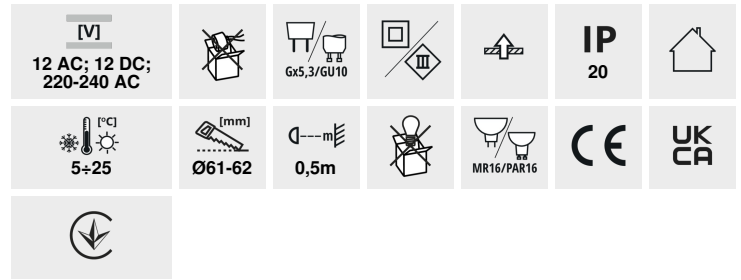 [V]
12 AC; 12 DC;
220-240 AC
Gx5,3/GU10
III
IP
20
[°C]
5÷25
[mm]
Ø61-62
m
0,5m
MR16/PAR16
CE
UK
CA